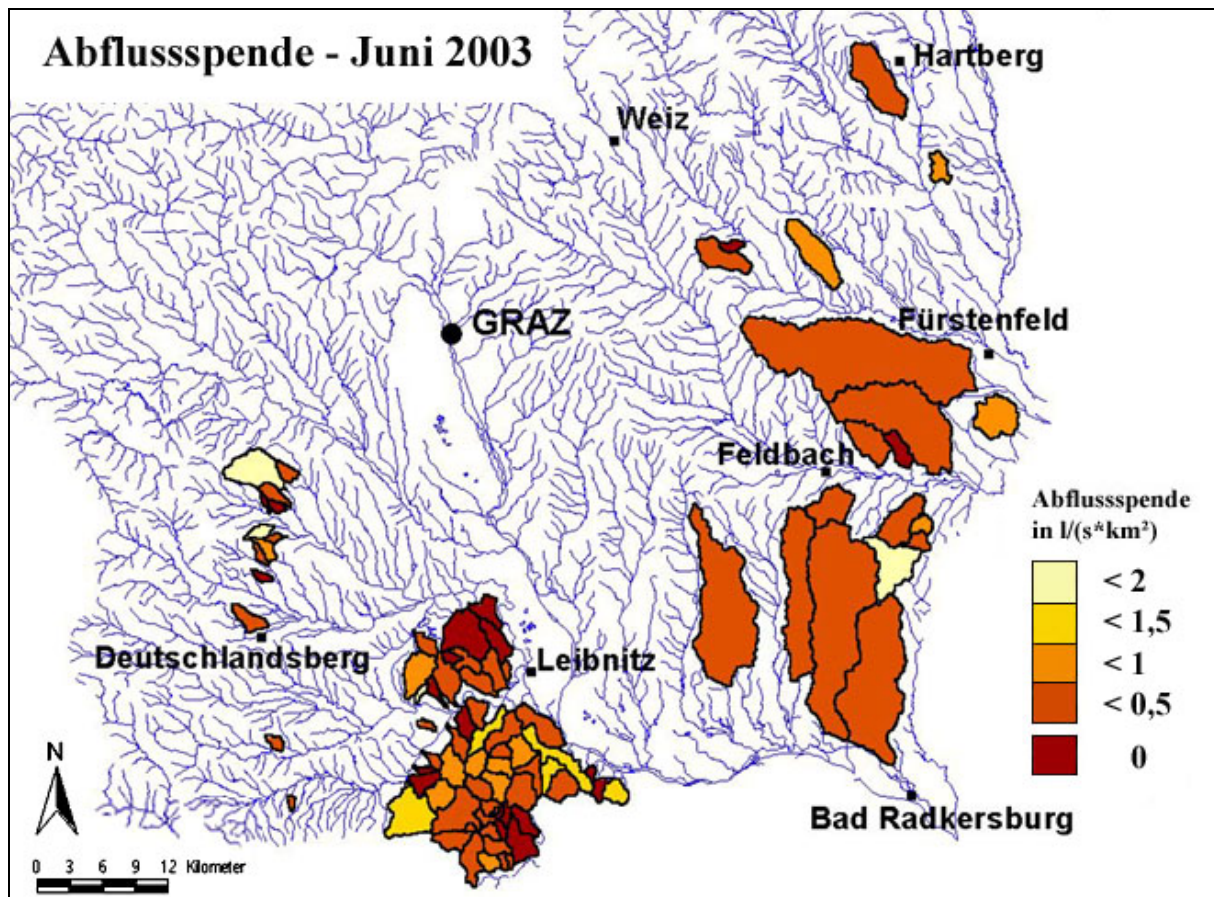 Abflussspende - Juni 2003
Hartberg
Weiz
GRAZ
Fürstenfeld
Feldbach
Abflussspende
in l/(s*km²)
< 2
< 1,5
< 1
< 0,5
0
Deutschlandsberg
Leibnitz
Bad Radkersburg
N
0 3 6 9 12 Kilometer